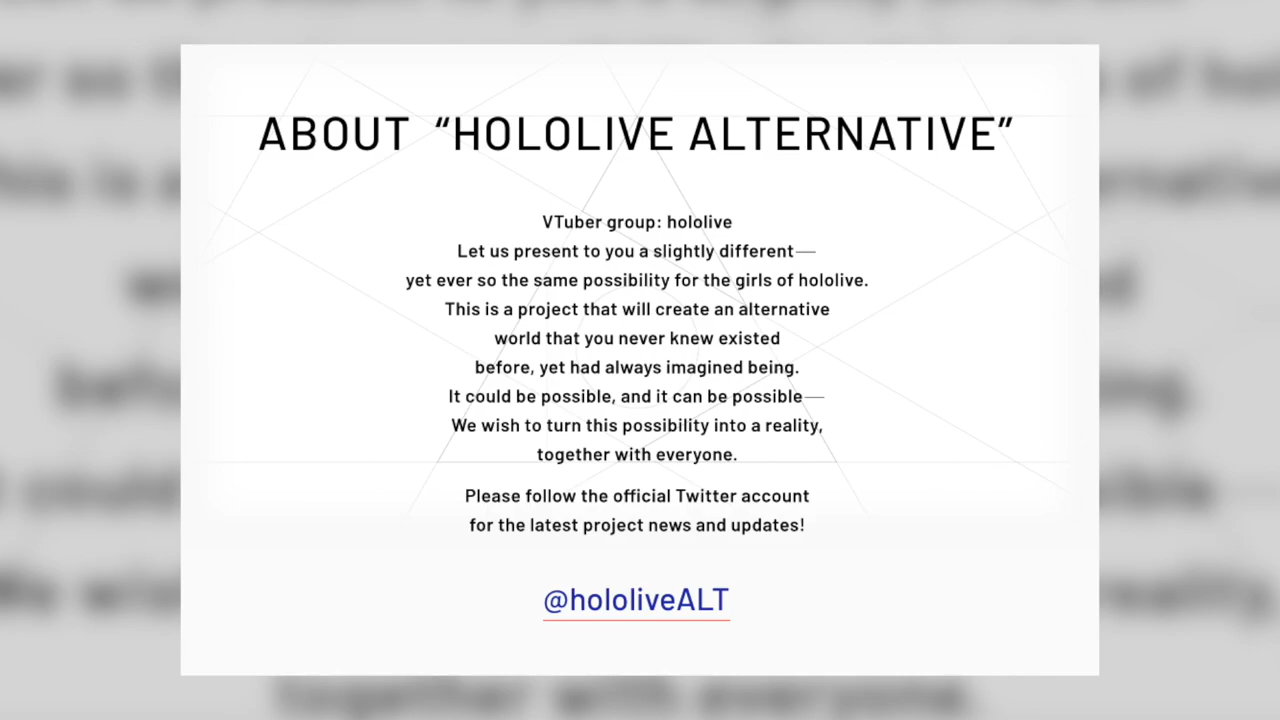 ABOUT “HOLOLIVE ALTERNATIVE”
VTuber group: hololive
Let us present to you a slightly different—
yet ever so the same possibility for the girls of hololive.
This is a project that will create an alternative
world that you never knew existed
before, yet had always imagined being.
It could be possible, and it can be possible—
We wish to turn this possibility into a reality,
together with everyone.
Please follow the official Twitter account
for the latest project news and updates!
@hololiveALT